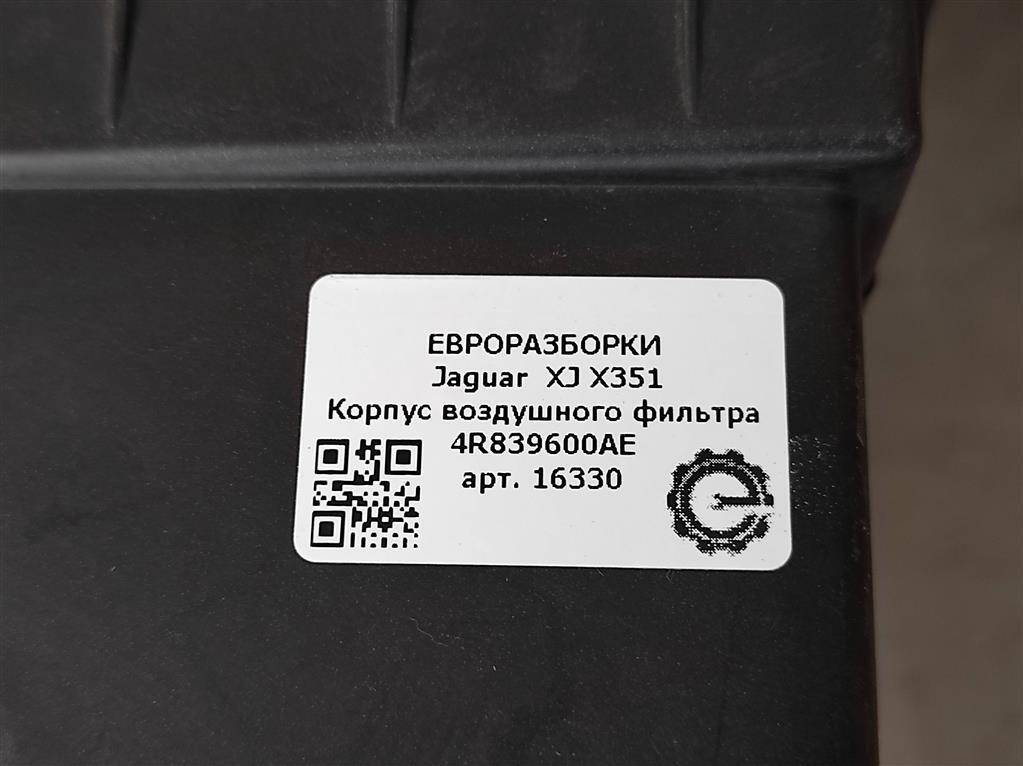 ЕВРОРАЗБОРКИ
Jaguar XJ X351
Корпус воздушного фильтра
4R839600AE
арт. 16330